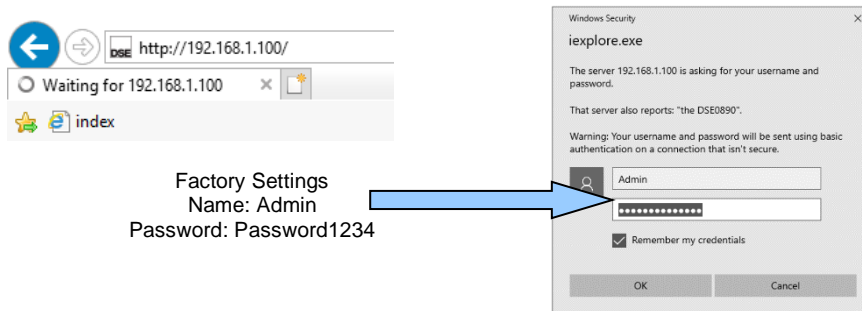 DSE http://192.168.1.100/
Waiting for 192.168.1.100
index
Factory Settings
Name: Admin
Password: Password1234
Windows Security
iexplore.exe
The server 192.168.1.100 is asking for your username and
password.
That server also reports: "the DSE0890".
Warning: Your username and password will be sent using basic
authentication on a connection that isn't secure.
Admin
Remember my credentials
OK Cancel